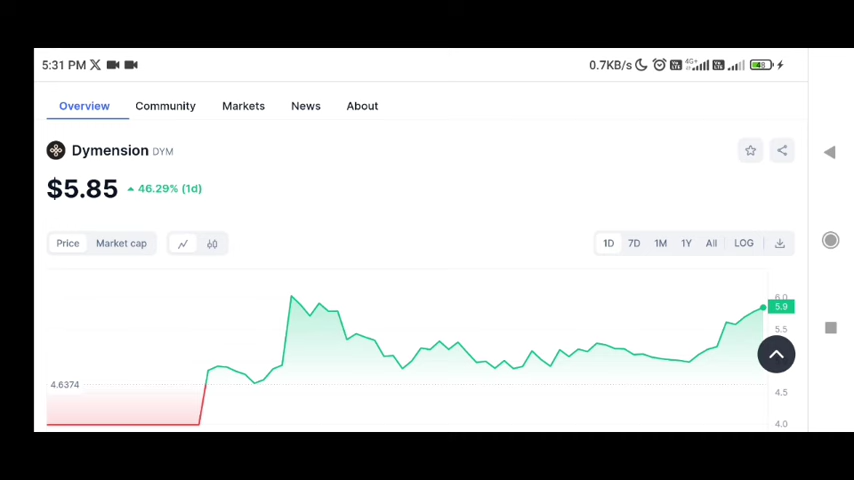 5:31 PM X 0.7KB/s 4G+ 48
Overview Community Markets News About
Dymension DYM
$5.85 46.29% (1d)
Price Market cap 1D 7D 1M 1Y All LOG
6.0
5.9
5.5
4.6374
4.5
4.0